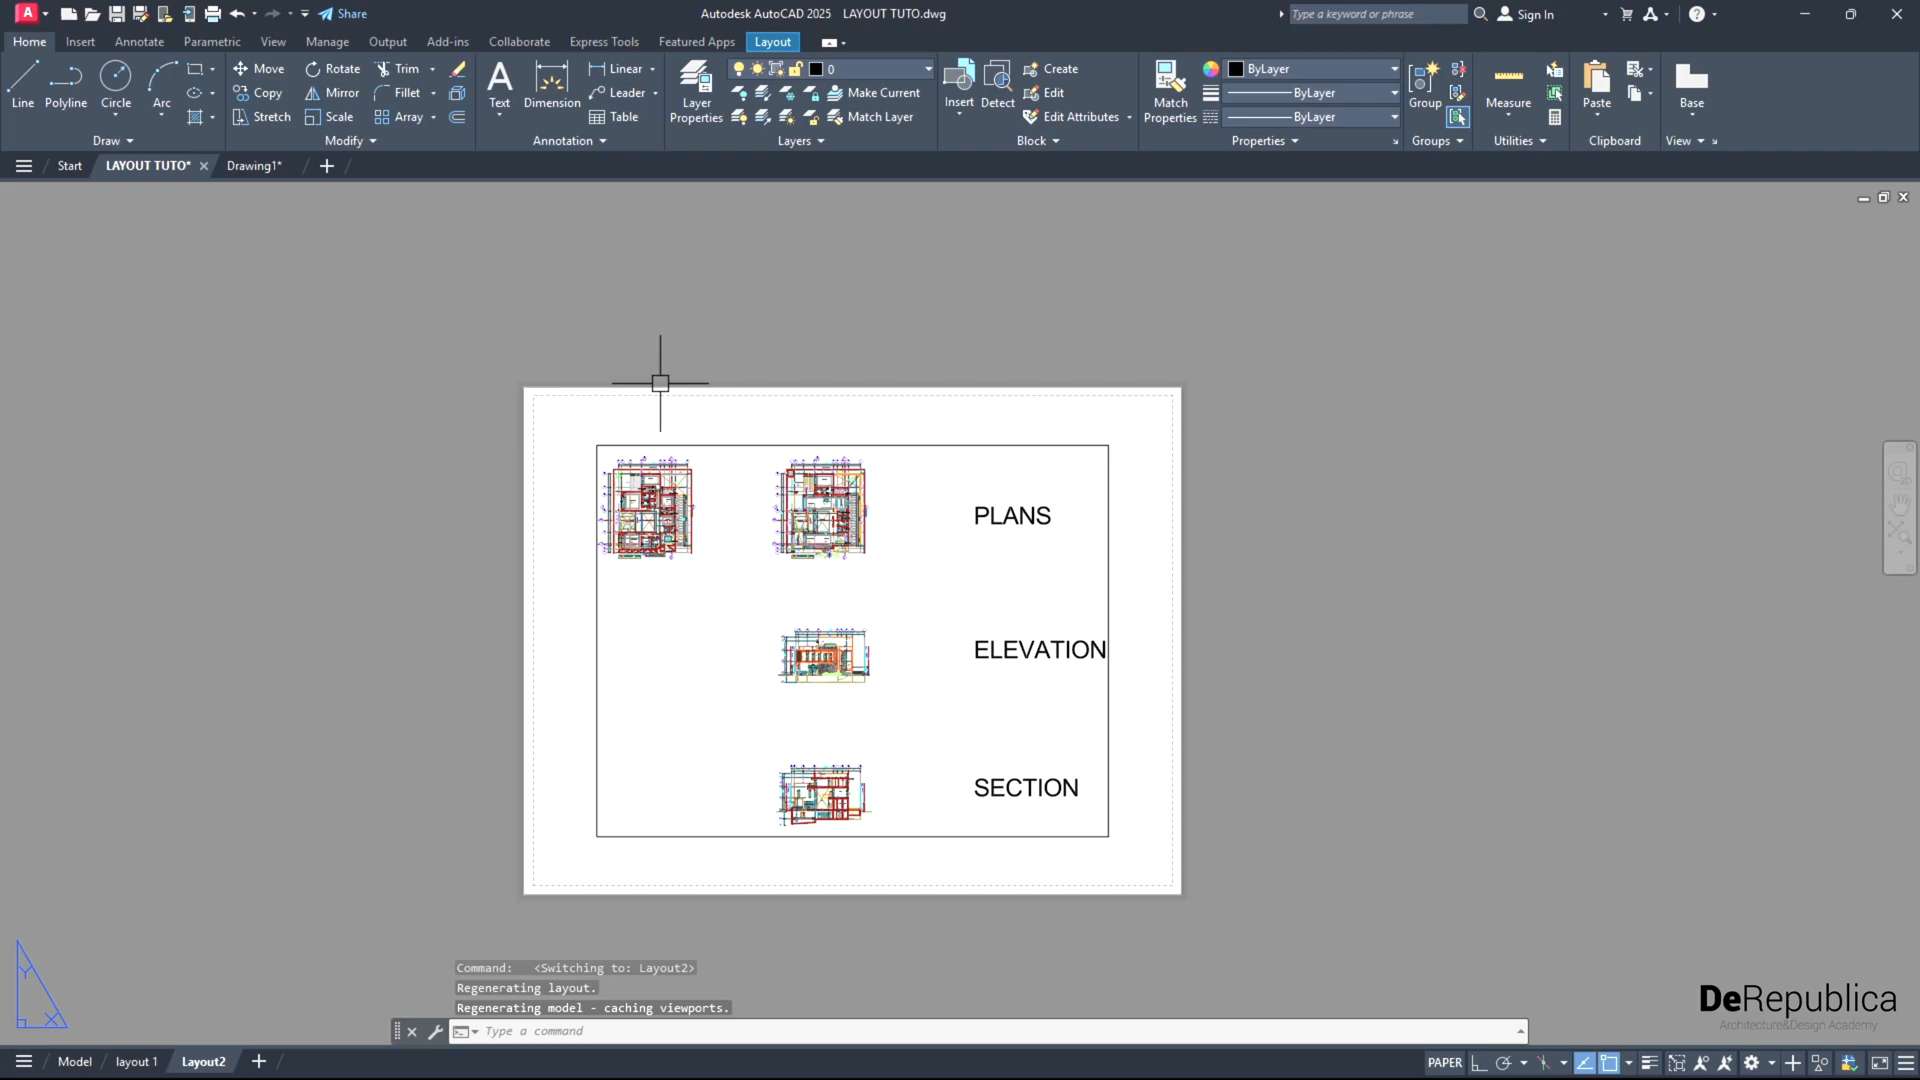 Share
Autodesk AutoCAD 2025 LAYOUT TUTO.dwg
Type a keyword or phrase
Sign In
Home Insert Annotate Parametric View Manage Output Add-ins Collaborate Express Tools Featured Apps Layout
Move Rotate Trim Linear 0 Create ByLayer
Copy Mirror Fillet Leader Make Current Edit ByLayer
Line Polyline Circle Arc Text Dimension Layer Properties Insert Detect Match Properties Group Measure Paste Base
Stretch Scale Array Table Match Layer Edit Attributes ByLayer
Draw Modify Annotation Layers Block Properties Groups Utilities Clipboard View
Start LAYOUT TUTO* Drawing1*
PLANS
ELEVATION
SECTION
Command: <Switching to: Layout2>
Regenerating layout.
Regenerating model - caching viewports.
Type a command
DeRepublica
Architecture&Design Academy
Y
X
Model layout 1 Layout2
PAPER